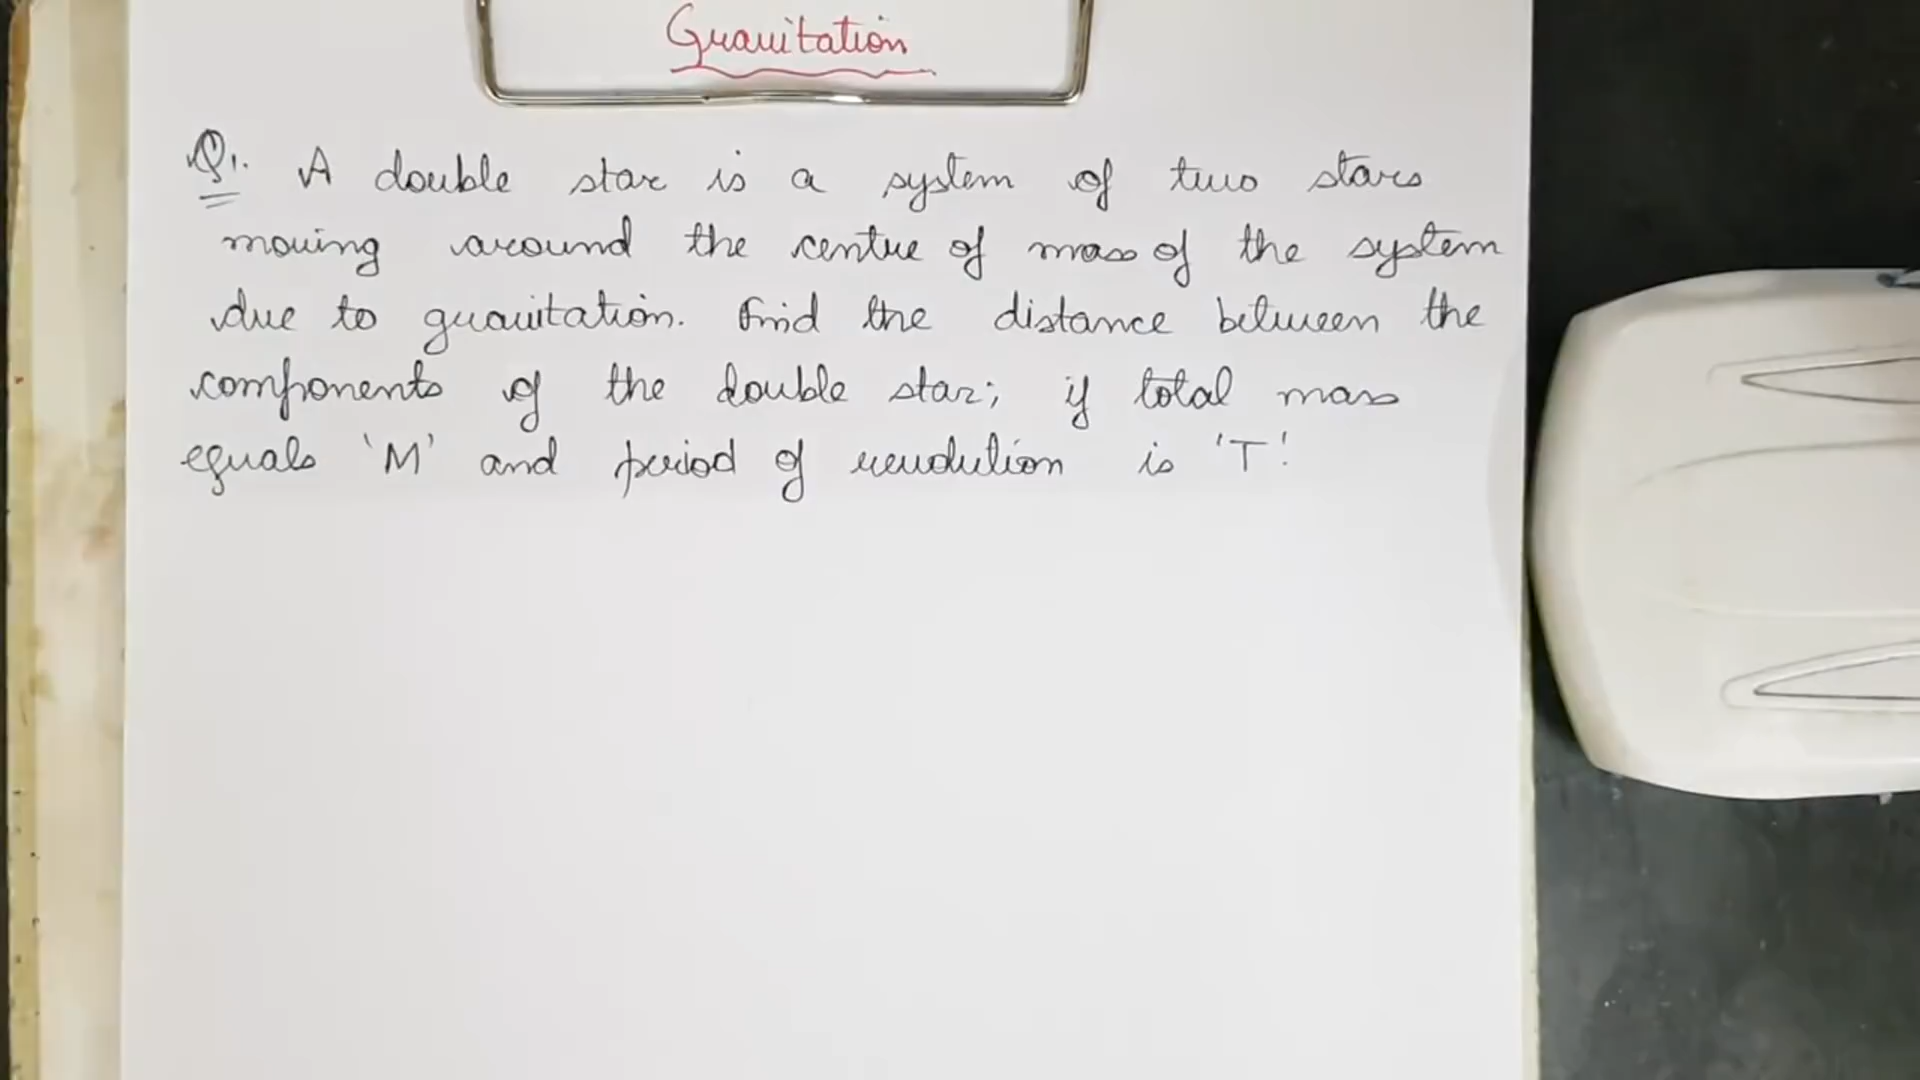 Gravitation
Q1. A double star is a system of two stars
moving around the centre of mass of the system
due to gravitation. Find the distance between the
components of the double star; if total mass
equals 'M' and period of revolution is 'T'.